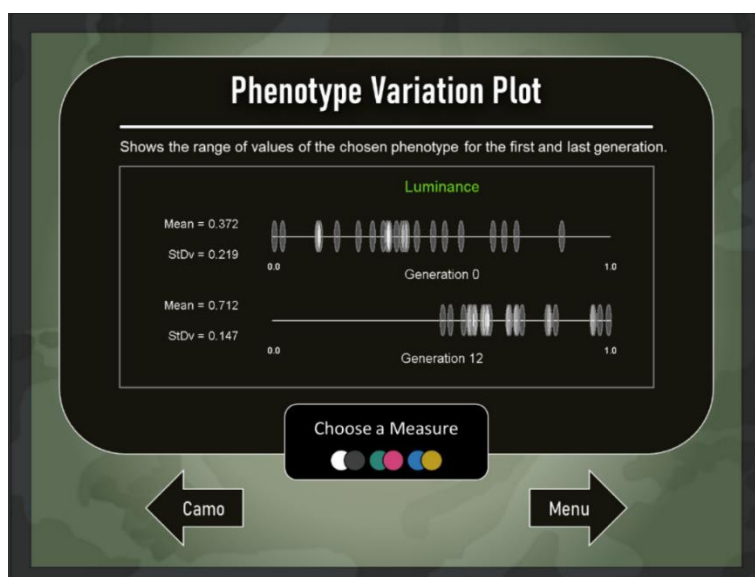 Phenotype Variation Plot
Shows the range of values of the chosen phenotype for the first and last generation.
Luminance
Mean = 0.372
StDv = 0.219
0.0
1.0
Generation 0
Mean = 0.712
StDv = 0.147
0.0
1.0
Generation 12
Choose a Measure
Camo
Menu